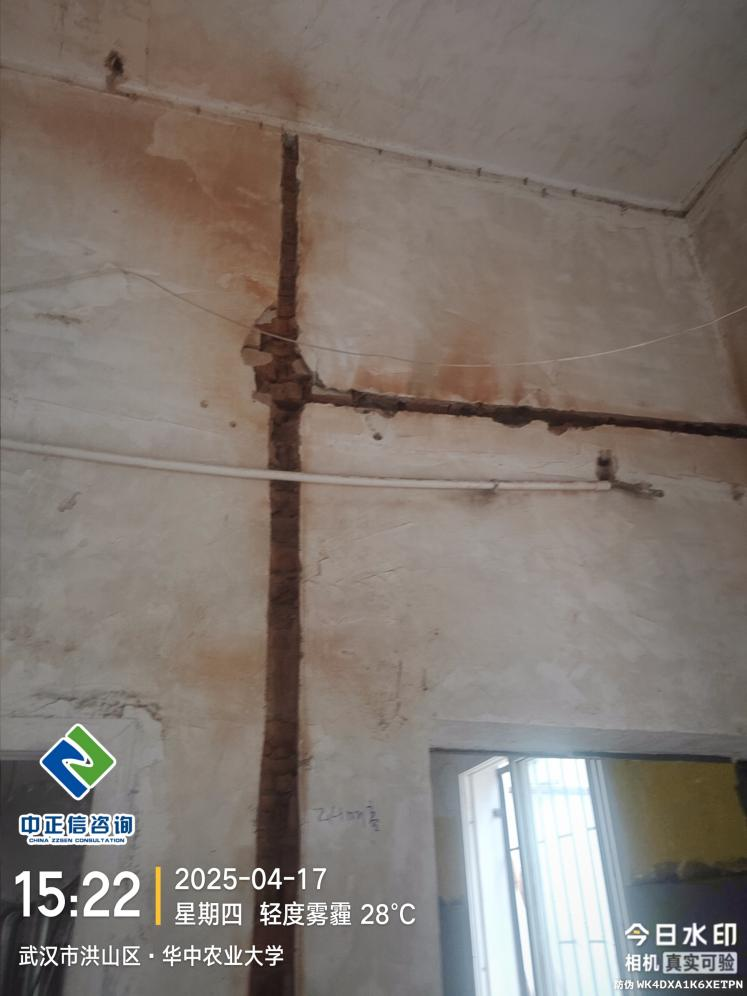 中正信咨询
CHINA ZZSEN CONSULTATION
15:22
2025-04-17
星期四 轻度雾霾 28℃
武汉市洪山区·华中农业大学
今日水印
相机 真实可验
防伪 WK4DXA1K6XETPN